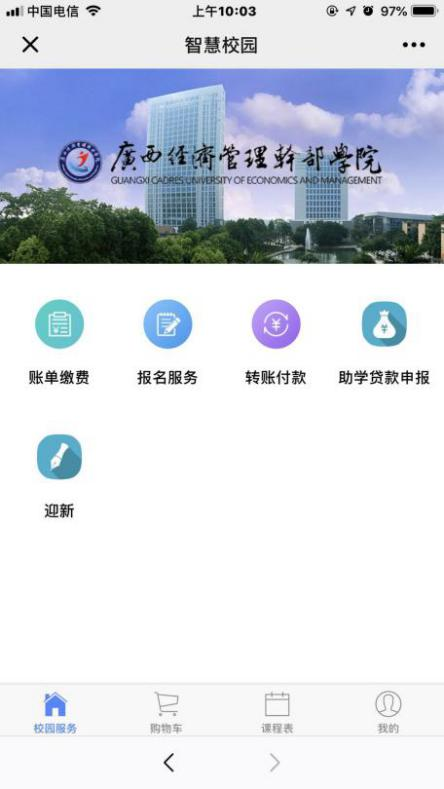 中国电信
上午10:03
97%
智慧校园
廣西經濟管理幹部學院
GUANGXI CADRES UNIVERSITY OF ECONOMICS AND MANAGEMENT
账单缴费
报名服务
转账付款
助学贷款申报
迎新
校园服务
购物车
课程表
我的